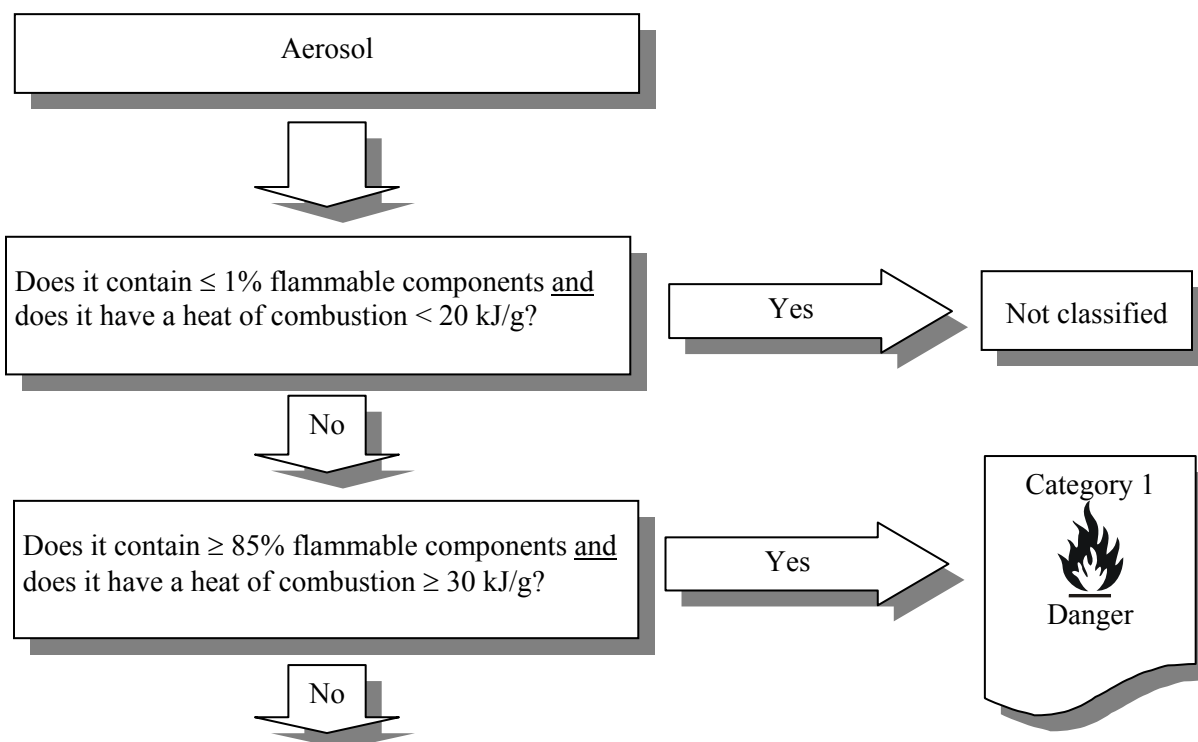 Aerosol
Does it contain ≤ 1% flammable components and
does it have a heat of combustion < 20 kJ/g?
Yes
Not classified
No
Does it contain ≥ 85% flammable components and
does it have a heat of combustion ≥ 30 kJ/g?
Yes
Category 1
Danger
No